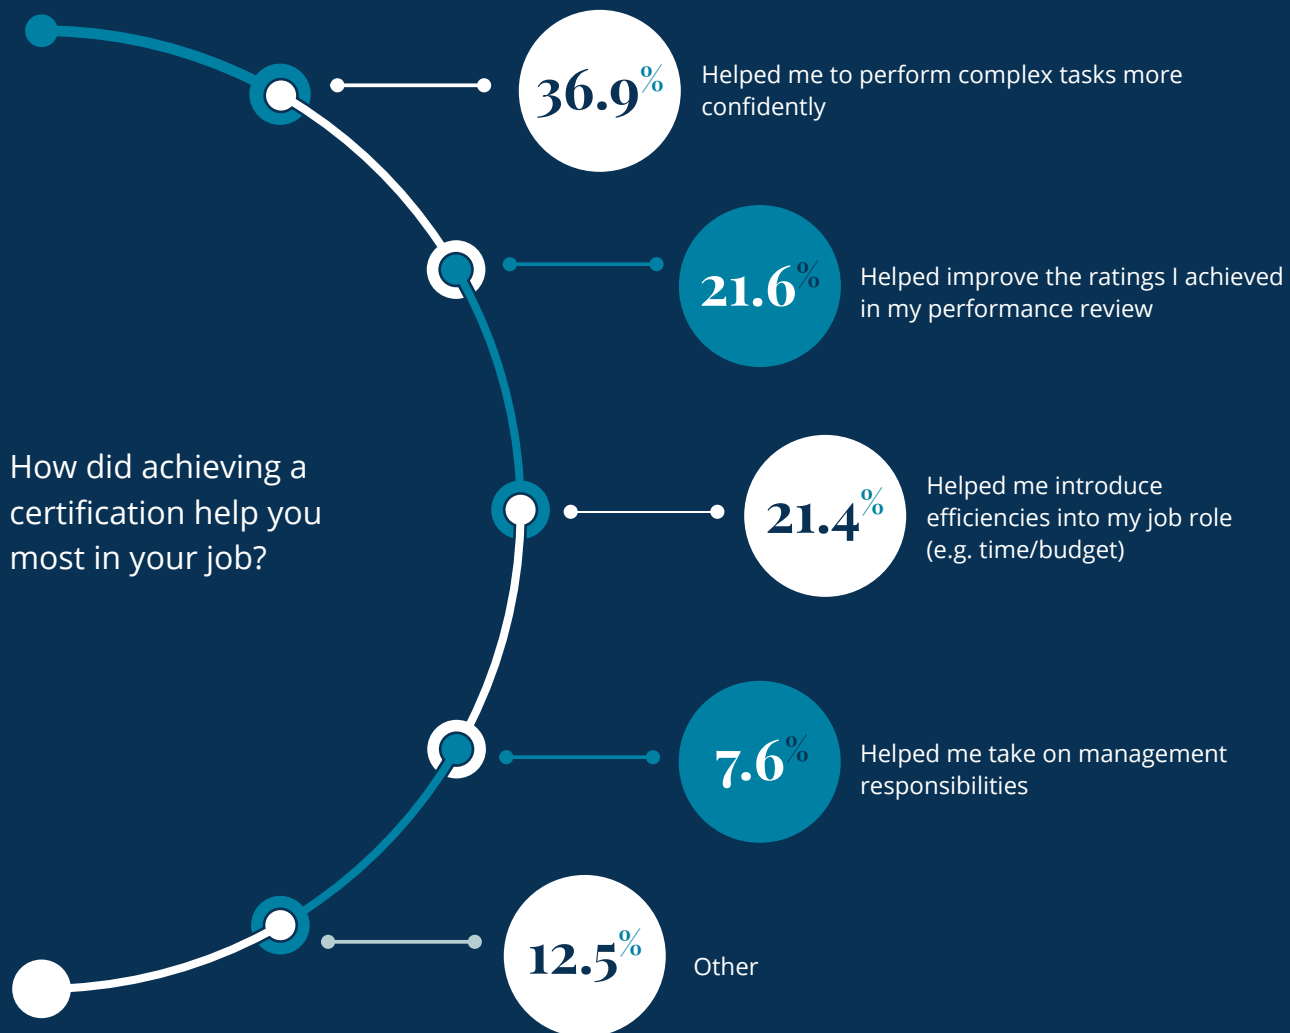 36.9%
Helped me to perform complex tasks more
confidently
21.6%
Helped improve the ratings I achieved
in my performance review
How did achieving a
certification help you
most in your job?
21.4%
Helped me introduce
efficiencies into my job role
(e.g. time/budget)
7.6%
Helped me take on management
responsibilities
12.5%
Other